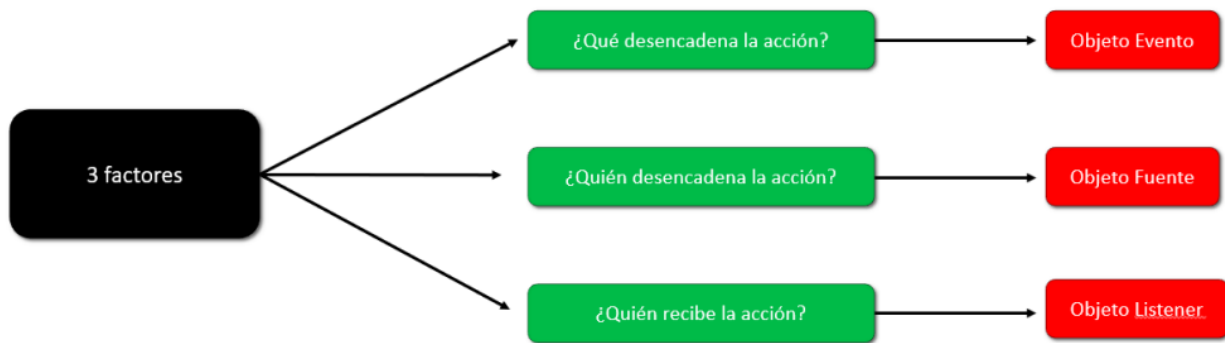 ¿Qué desencadena la acción?
Objeto Evento
3 factores
¿Quién desencadena la acción?
Objeto Fuente
¿Quién recibe la acción?
Objeto Listener